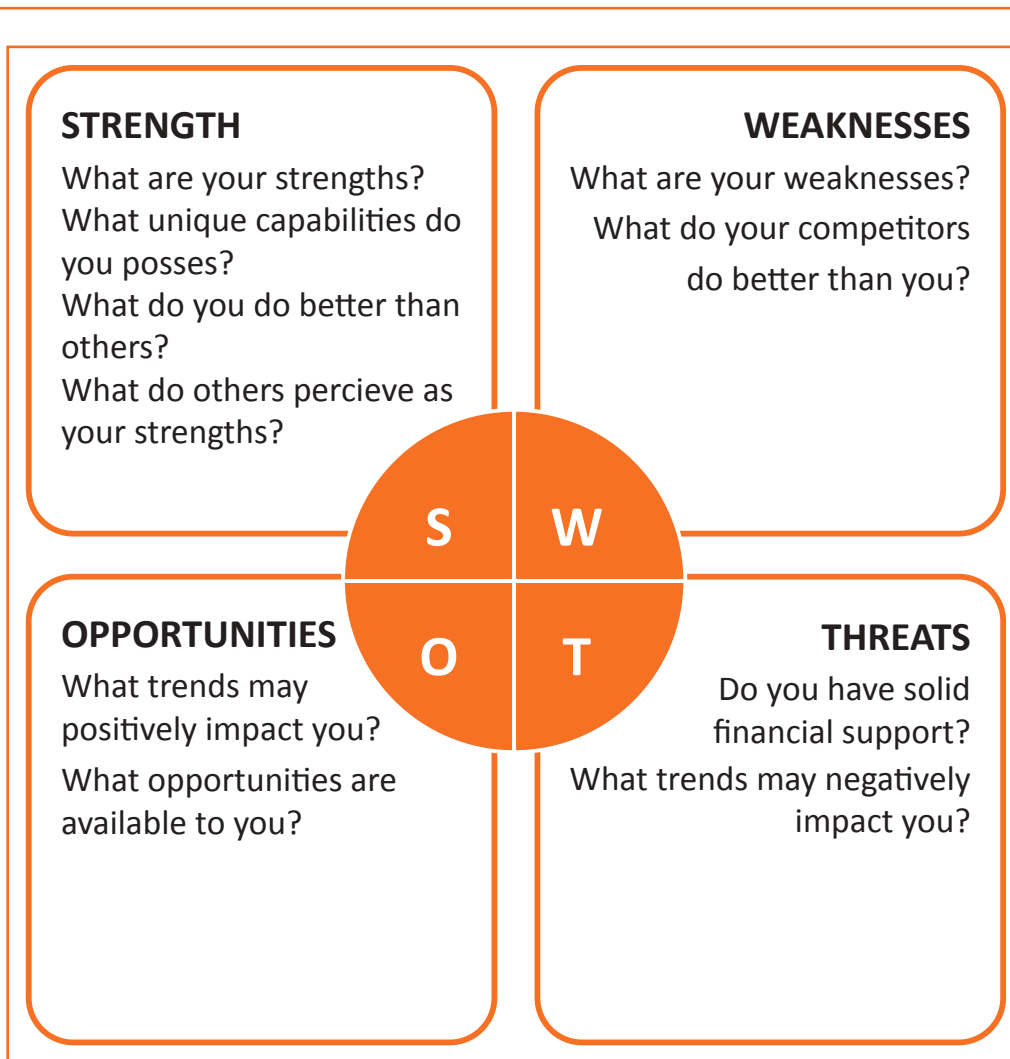 STRENGTH
What are your strengths?
What unique capabilities do
you posses?
What do you do better than
others?
What do others percieve as
your strengths?
WEAKNESSES
What are your weaknesses?
What do your competitors
do better than you?
S
W
O
T
OPPORTUNITIES
What trends may
positively impact you?
What opportunities are
available to you?
THREATS
Do you have solid
financial support?
What trends may negatively
impact you?